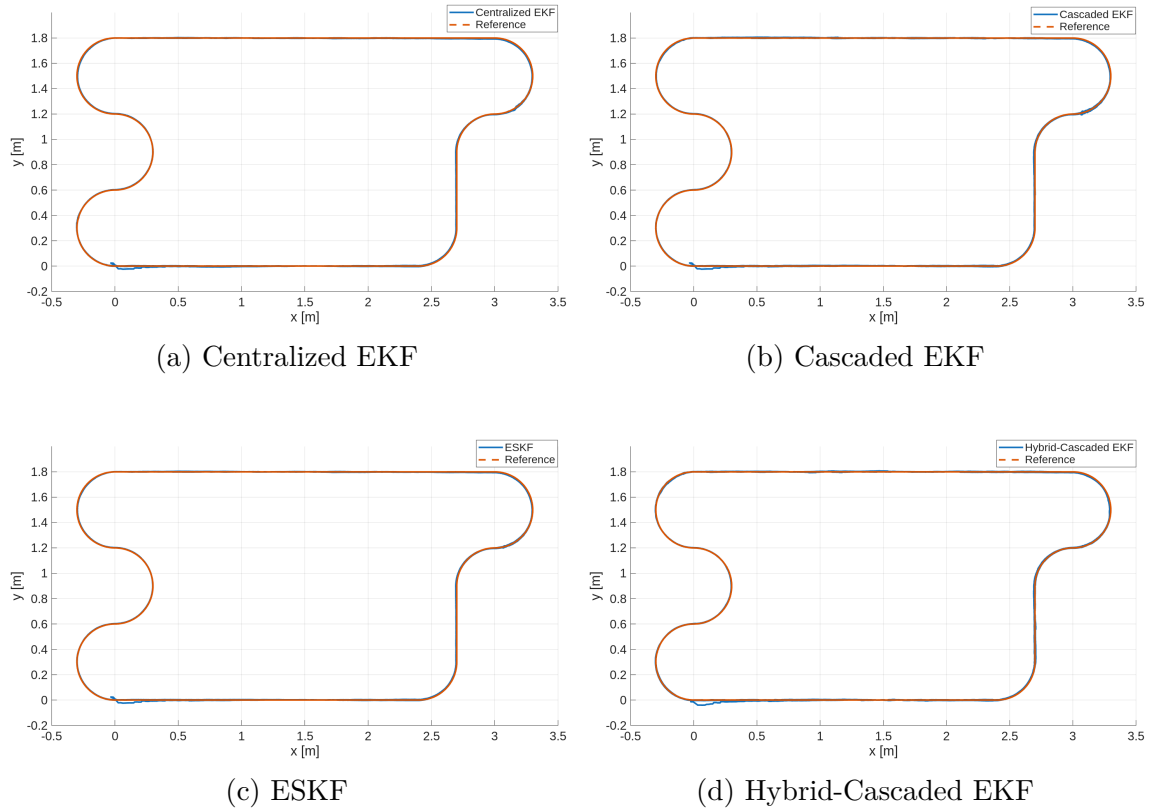 Centralized EKF
Reference
1.8
1.6
1.4
1.2
1
0.8
0.6
0.4
0.2
0
-0.2
y [m]
-0.5 0 0.5 1 1.5 2 2.5 3 3.5
x [m]
(a) Centralized EKF
Cascaded EKF
Reference
1.8
1.6
1.4
1.2
1
0.8
0.6
0.4
0.2
0
-0.2
y [m]
-0.5 0 0.5 1 1.5 2 2.5 3 3.5
x [m]
(b) Cascaded EKF
ESKF
Reference
1.8
1.6
1.4
1.2
1
0.8
0.6
0.4
0.2
0
-0.2
y [m]
-0.5 0 0.5 1 1.5 2 2.5 3 3.5
x [m]
(c) ESKF
Hybrid-Cascaded EKF
Reference
1.8
1.6
1.4
1.2
1
0.8
0.6
0.4
0.2
0
-0.2
y [m]
-0.5 0 0.5 1 1.5 2 2.5 3 3.5
x [m]
(d) Hybrid-Cascaded EKF